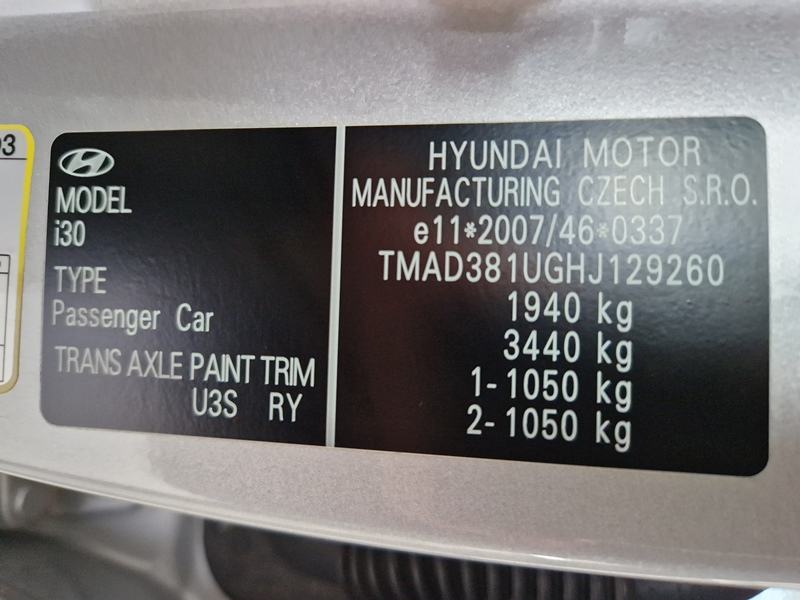 MODEL
i30
TYPE
Passenger Car
TRANS AXLE PAINT TRIM
U3S RY
HYUNDAI MOTOR
MANUFACTURING CZECH S.R.O.
e11*2007/46*0337
TMAD381UGHJ129260
1940 kg
3440 kg
1-1050 kg
2-1050 kg